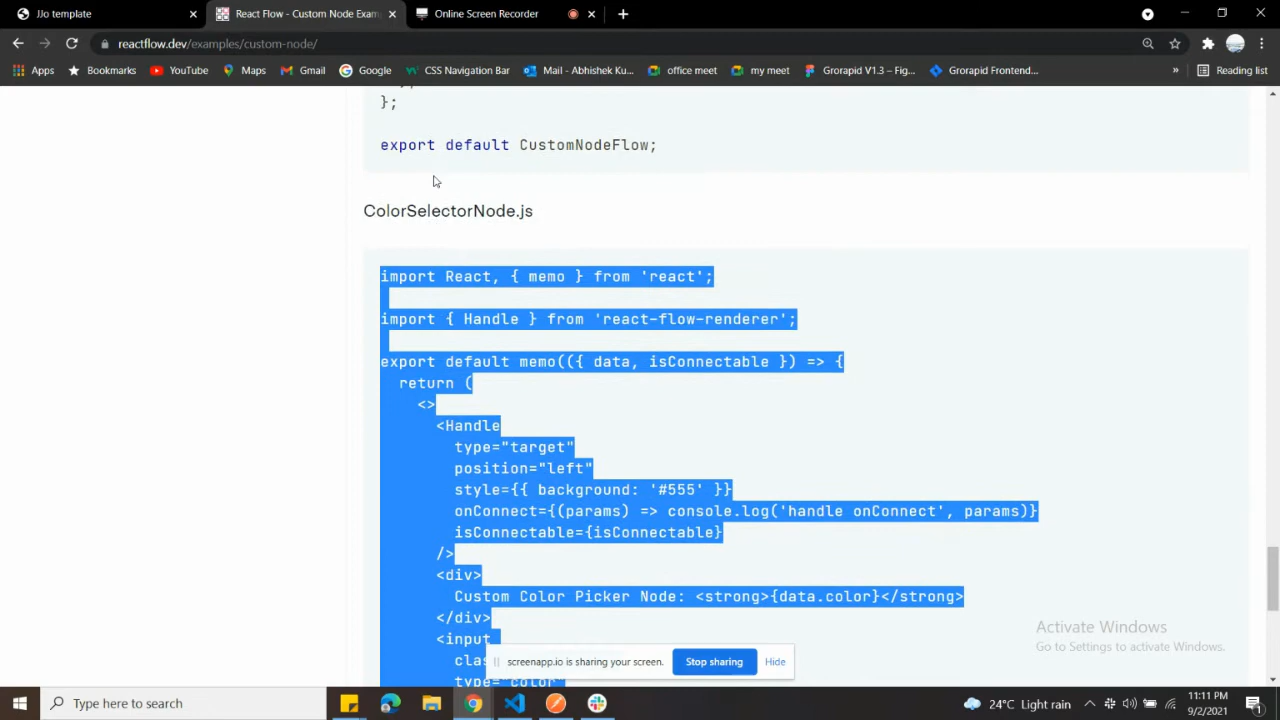 JJo template
React Flow - Custom Node Exam
Online Screen Recorder
reactflow.dev/examples/custom-node/
Apps
Bookmarks
YouTube
Maps
Gmail
Google
CSS Navigation Bar
Mail - Abhishek Ku...
office meet
my meet
Grorapid V1.3 – Fig...
Grorapid Frontend...
»
Reading list
};
export default CustomNodeFlow;
ColorSelectorNode.js
import React, { memo } from 'react';
import { Handle } from 'react-flow-renderer';
export default memo(({ data, isConnectable }) => {
return (
<>
<Handle
type="target"
position="left"
style={{ background: '#555' }}
onConnect={(params) => console.log('handle onConnect', params)}
isConnectable={isConnectable}
/>
<div>
Custom Color Picker Node: <strong>{data.color}</strong>
</div>
<input
type="color"
Activate Windows
Go to Settings to activate Windows.
screenapp.io is sharing your screen.
Stop sharing
Hide
Type here to search
24°C Light rain
11:11 PM
9/2/2021
1